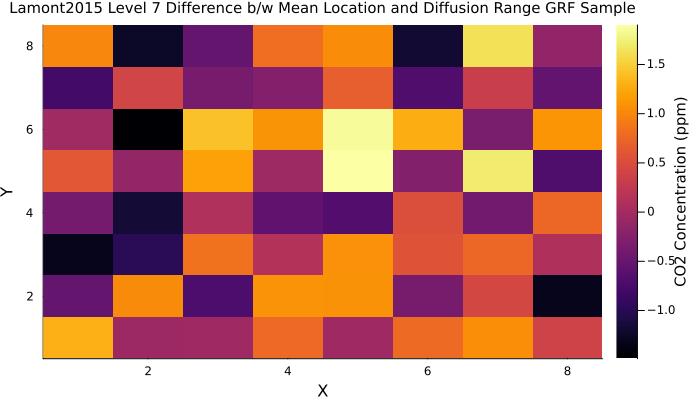 Lamont2015 Level 7 Difference b/w Mean Location and Diffusion Range GRF Sample
8
6
4
2
Y
2 4 6 8
X
1.5
1.0
0.5
0
−0.5
−1.0
CO2 Concentration (ppm)